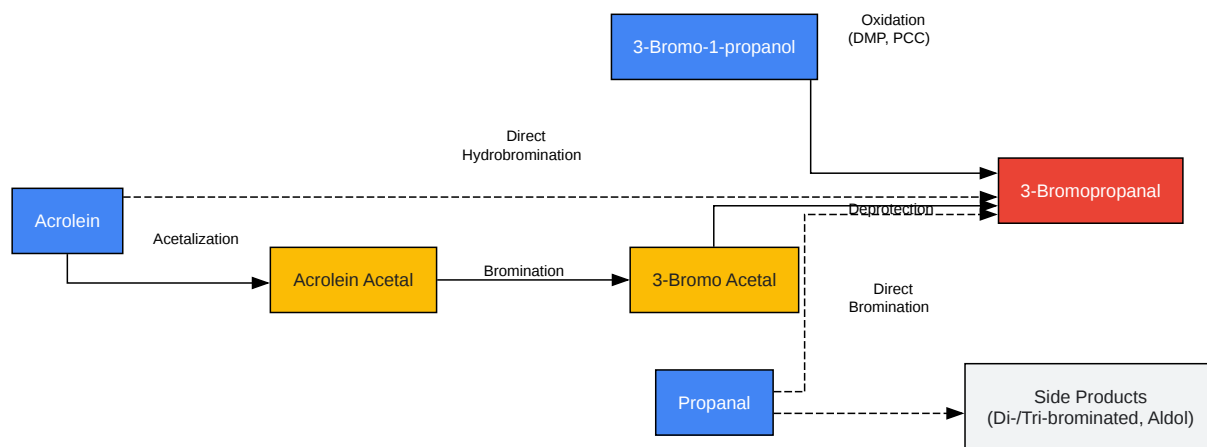 Oxidation
(DMP, PCC)
3-Bromo-1-propanol
Direct
Hydrobromination
3-Bromopropanal
Acrolein
Deprotection
Acetalization
Acrolein Acetal
Bromination
3-Bromo Acetal
Direct
Bromination
Propanal
Side Products
(Di-/Tri-brominated, Aldol)